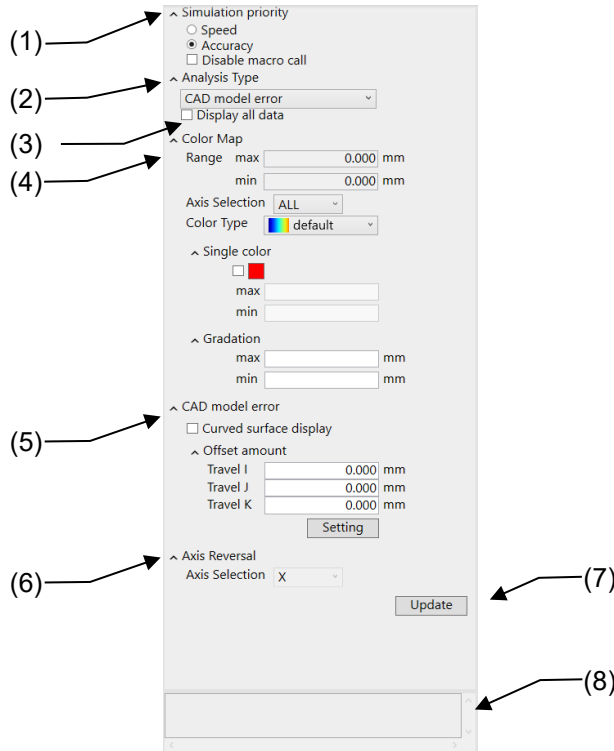 (1) Simulation priority
Speed
Accuracy
Disable macro call
(2) Analysis Type
CAD model error
(3) Display all data
Color Map
(4) Range max 0.000 mm
min 0.000 mm
Axis Selection ALL
Color Type default
Single color
max
min
Gradation
max mm
min mm
CAD model error
(5) Curved surface display
Offset amount
Travel I 0.000 mm
Travel J 0.000 mm
Travel K 0.000 mm
Setting
Axis Reversal
(6) Axis Selection X
(7)
Update
(8)